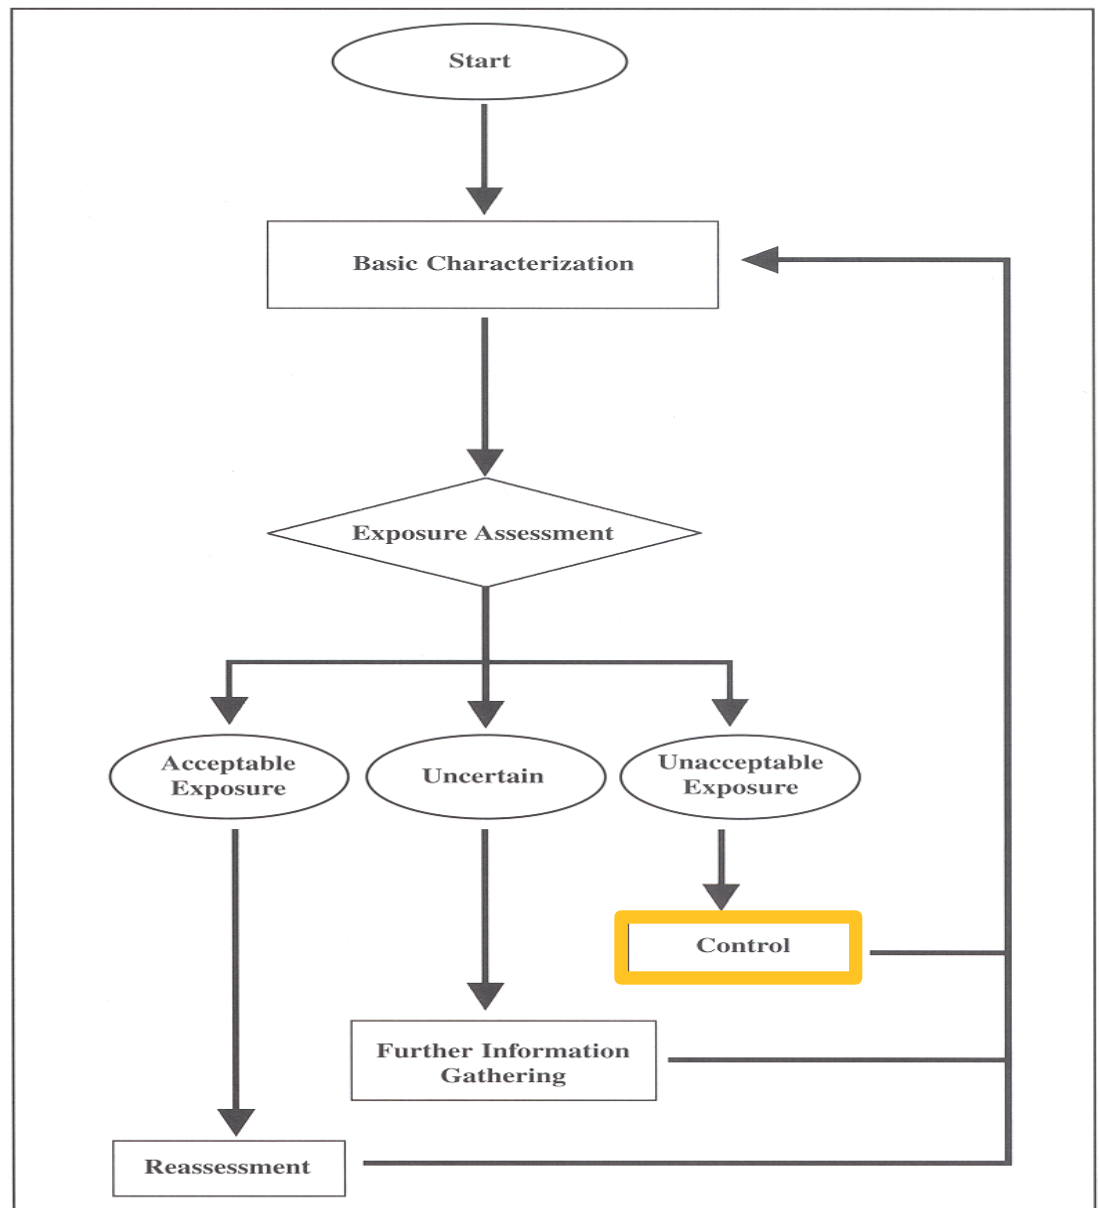 Start
Basic Characterization
Exposure Assessment
Acceptable
Exposure
Uncertain
Unacceptable
Exposure
Control
Further Information
Gathering
Reassessment